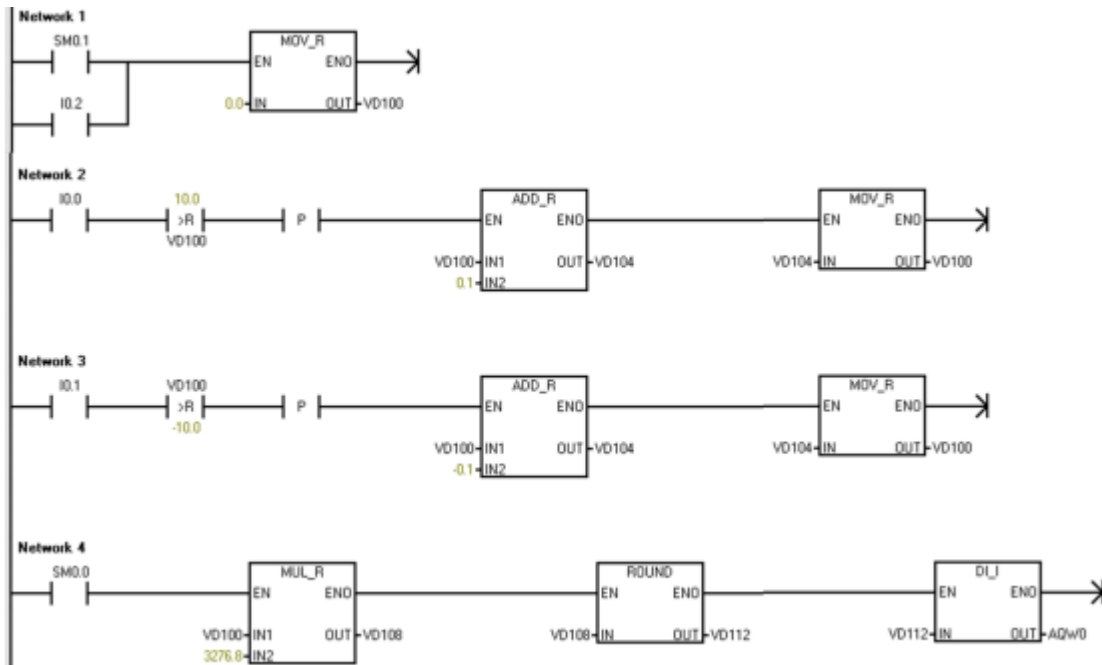 Network 1
SM0.1
MOV_R
EN ENO
I0.2
0.0 IN OUT VD100
Network 2
I0.0 10.0 ADD_R MOV_R
>R P EN ENO EN ENO
VD100
VD100 IN1 OUT VD104 VD104 IN OUT VD100
0.1 IN2
Network 3
I0.1 VD100 ADD_R MOV_R
>R P EN ENO EN ENO
-10.0
VD100 IN1 OUT VD104 VD104 IN OUT VD100
-0.1 IN2
Network 4
SM0.0 MUL_R ROUND DI_I
EN ENO EN ENO EN ENO
VD100 IN1 OUT VD108 VD108 IN OUT VD112 VD112 IN OUT AQW0
3276.8 IN2